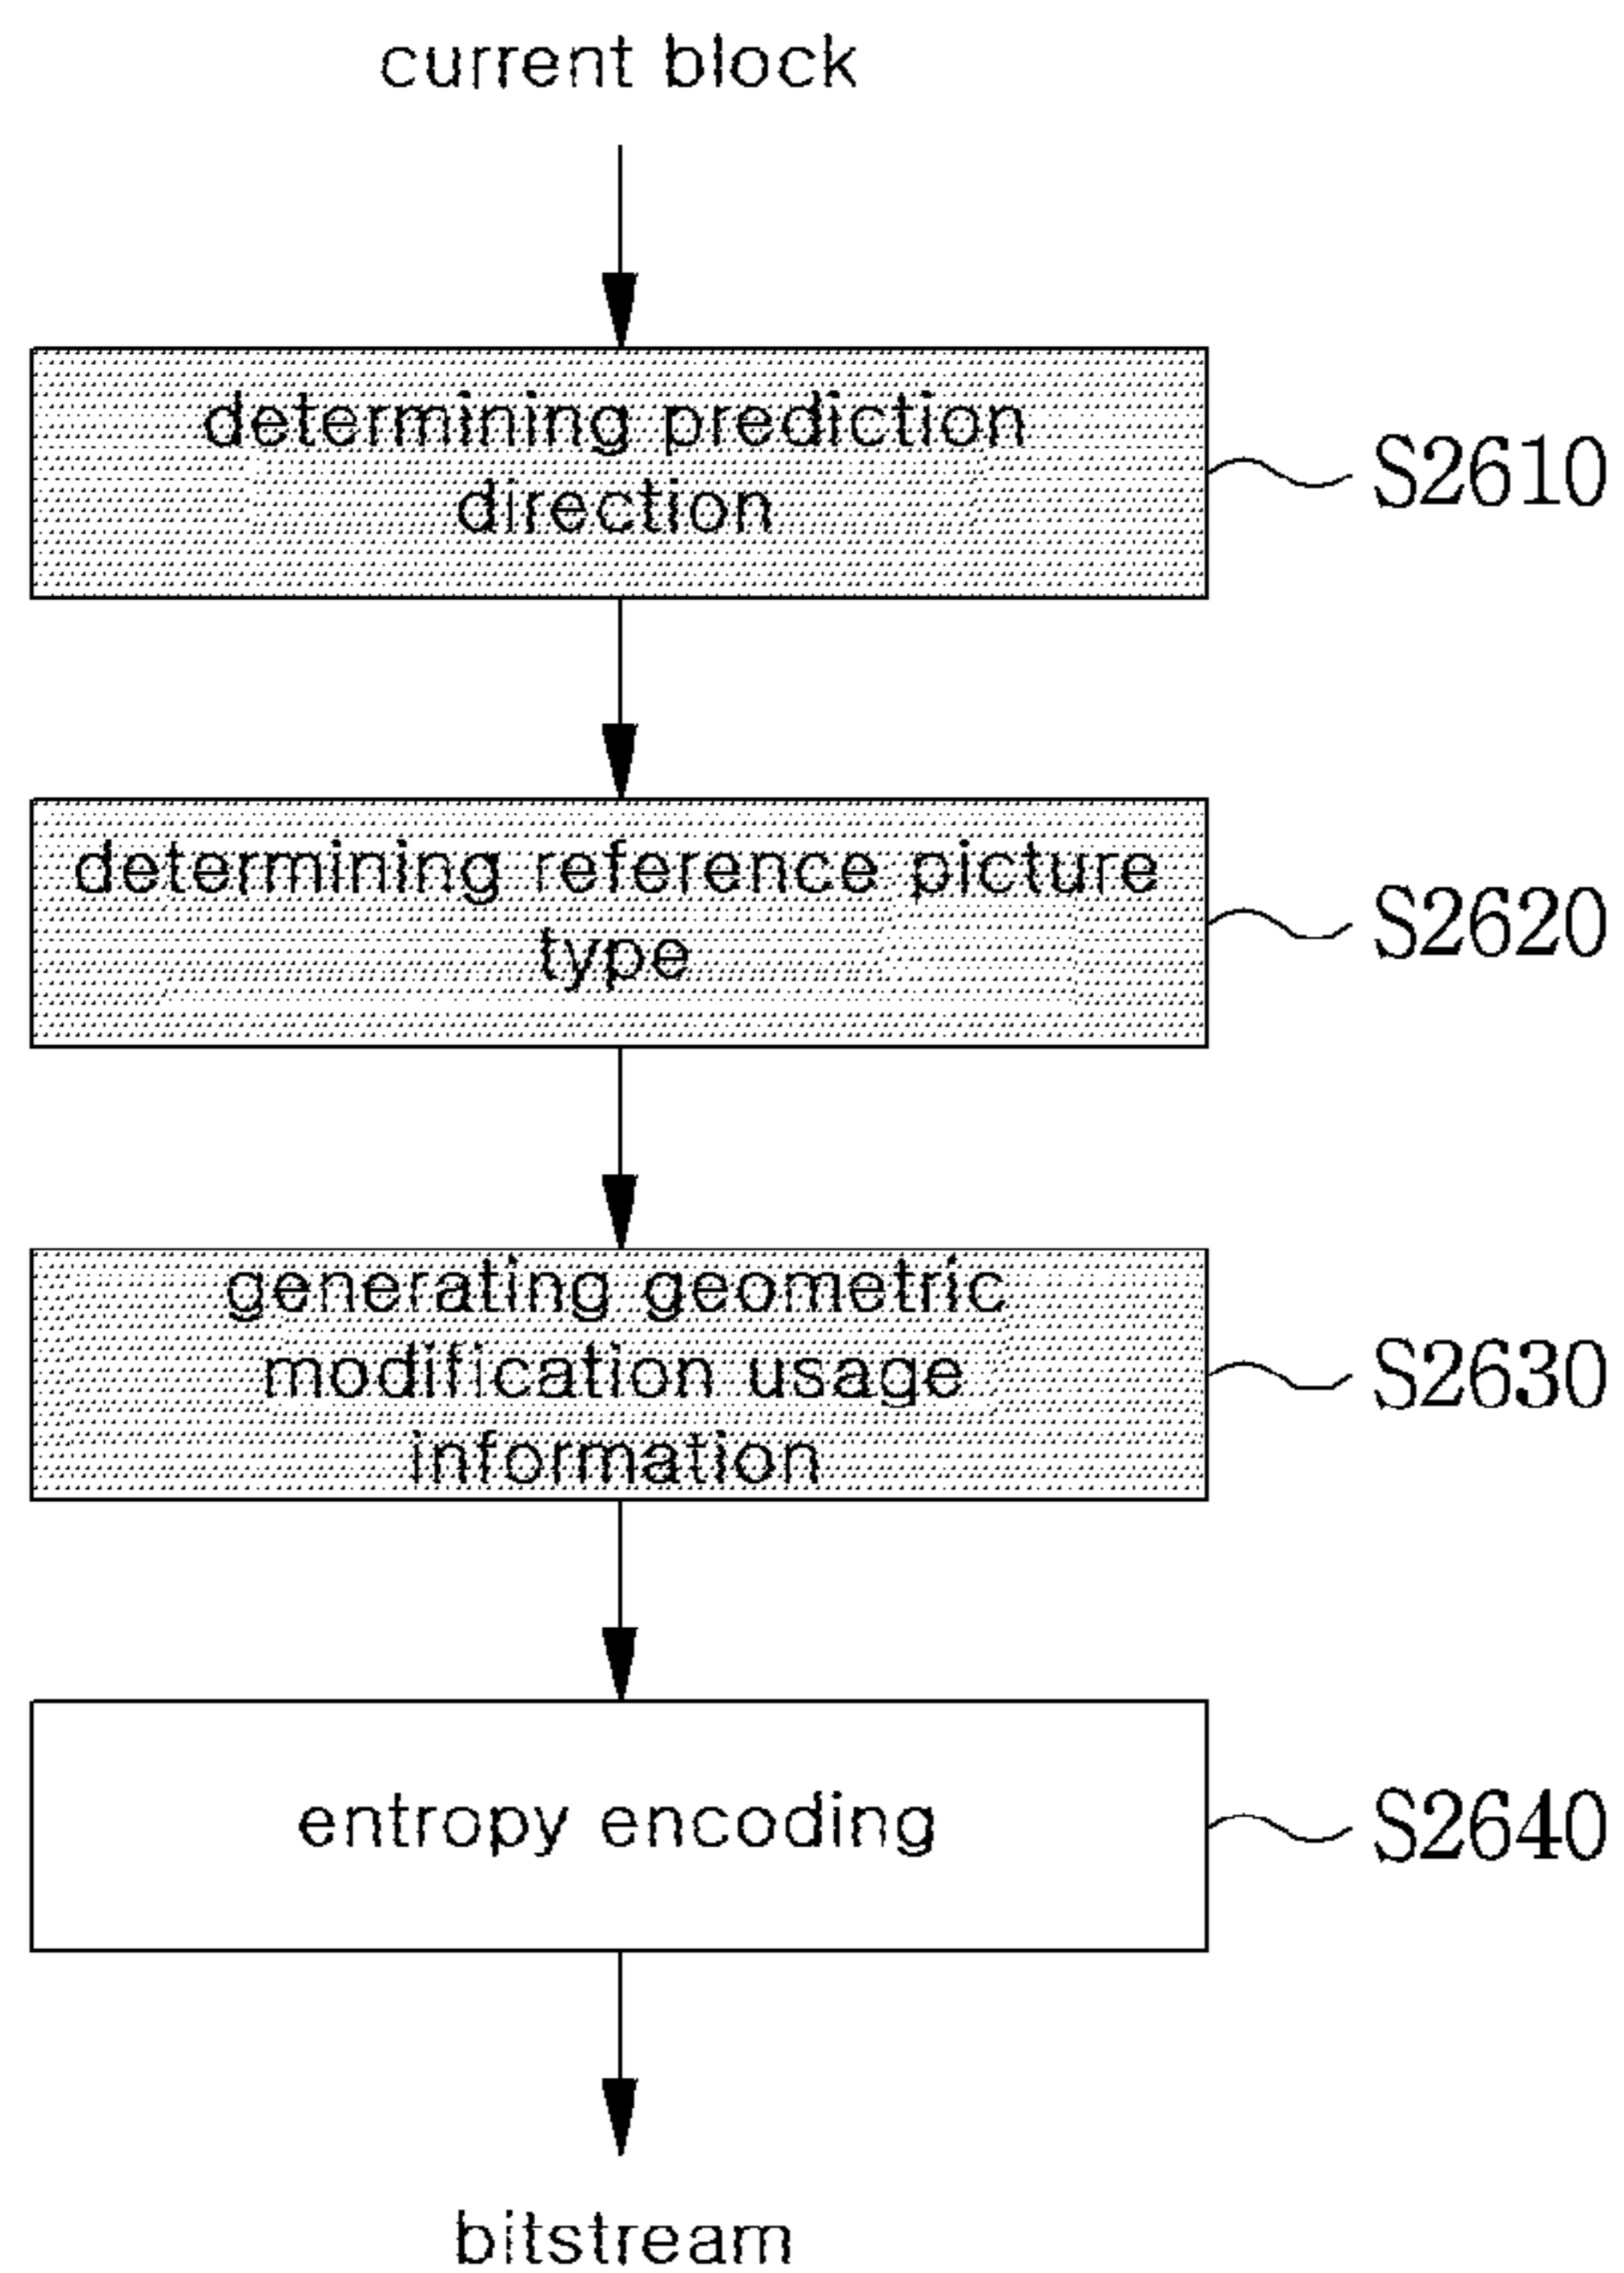 current block
determining prediction
direction
S2610
determining reference picture
type
S2620
generating geometric
modification usage
information
S2630
entropy encoding
S2640
bitstream